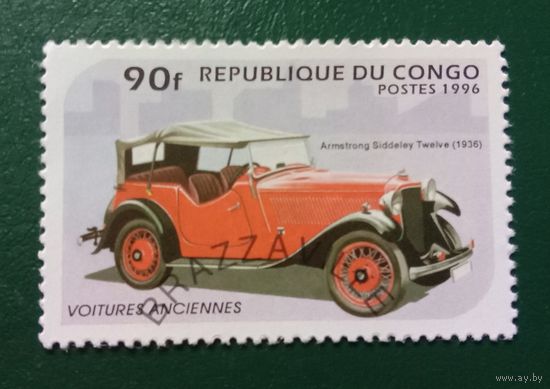 90f REPUBLIQUE DU CONGO
POSTES 1996
Armstrong Siddeley Twelve (1936)
BRAZZAVILLE
VOITURES ANCIENNES
www.ay.by